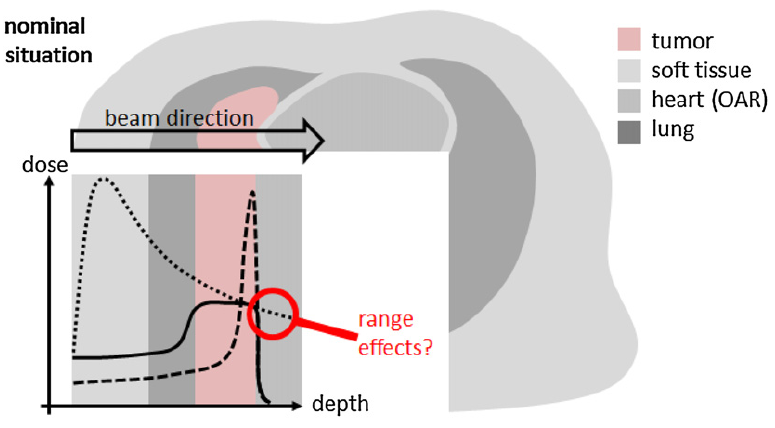 nominal
situation
tumor
soft tissue
heart (OAR)
lung
beam direction
dose
range
effects?
depth